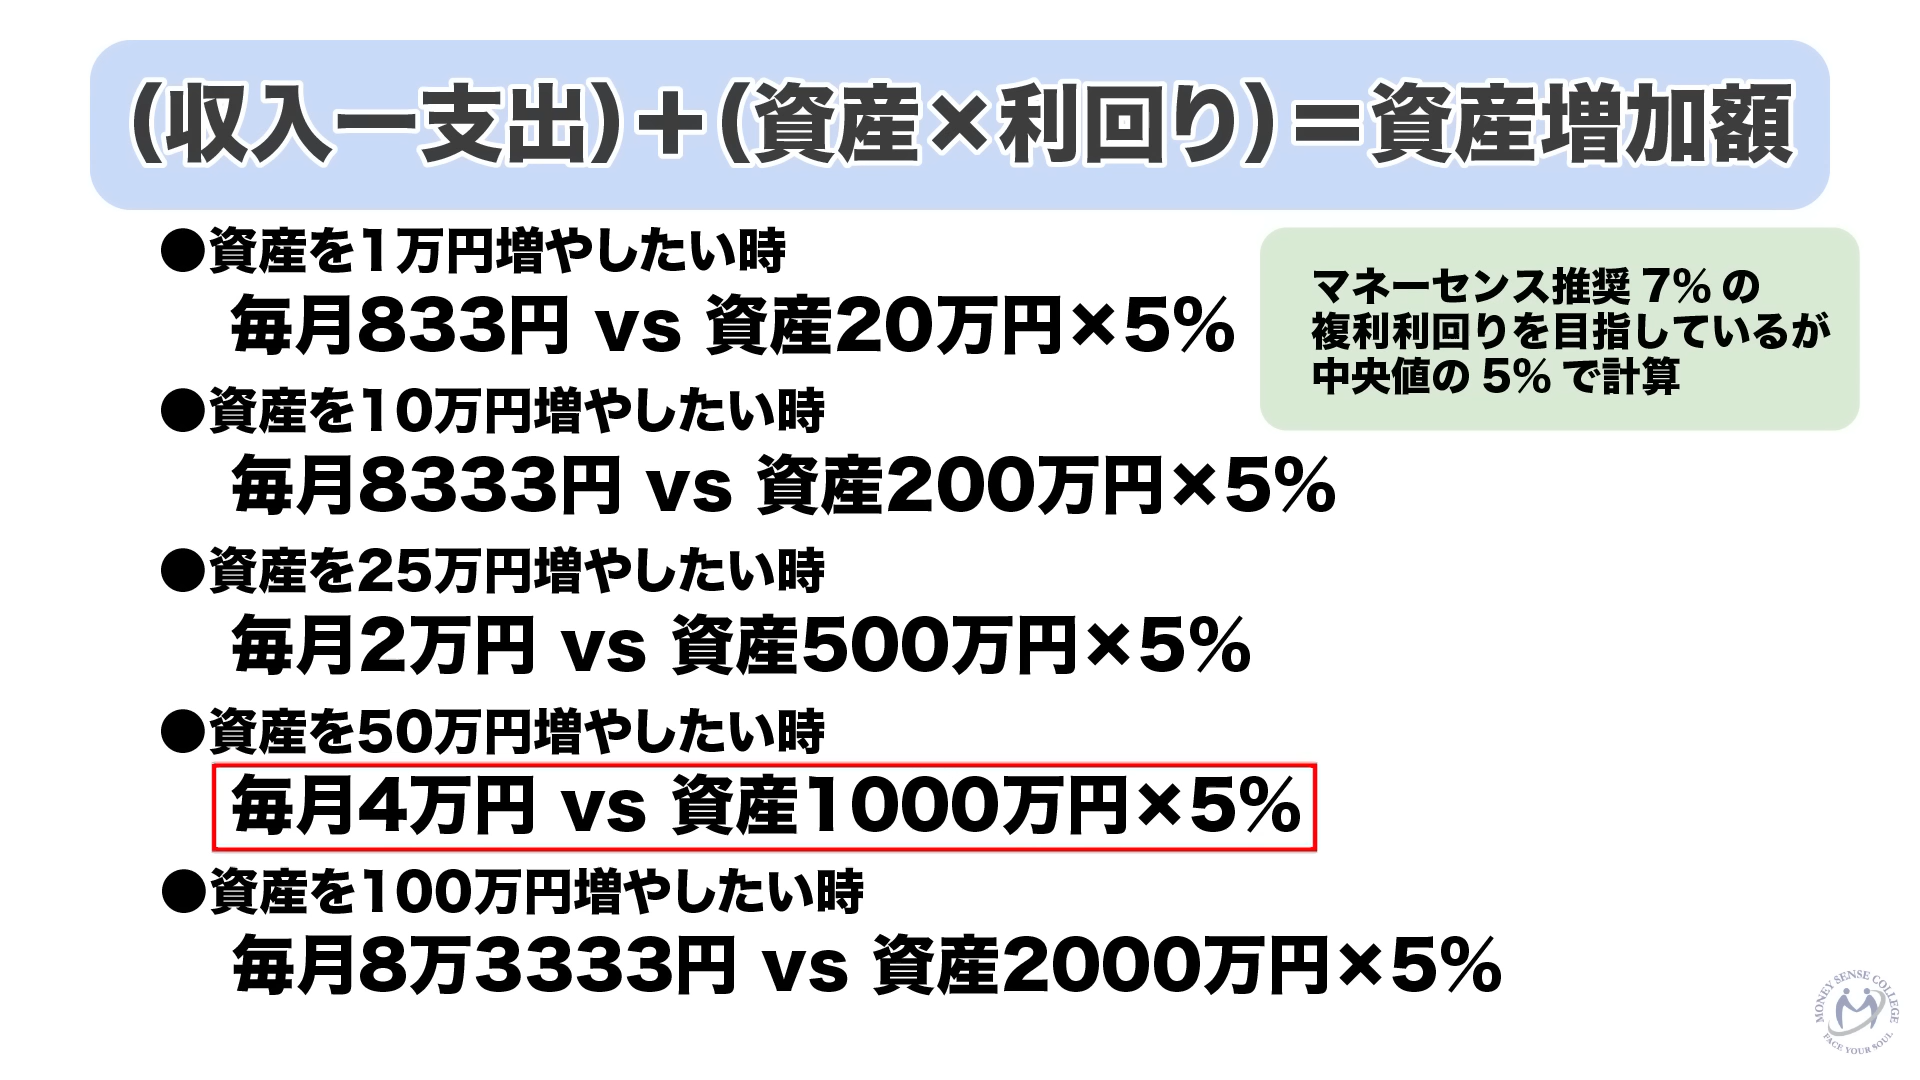 (収入ー支出)+(資産×利回り)=資産増加額
●資産を1万円増やしたい時
毎月833円 vs 資産20万円×5%
マネーセンス推奨7%の
複利利回りを目指しているが
中央値の5%で計算
●資産を10万円増やしたい時
毎月8333円 vs 資産200万円×5%
●資産を25万円増やしたい時
毎月2万円 vs 資産500万円×5%
●資産を50万円増やしたい時
毎月4万円 vs 資産1000万円×5%
●資産を100万円増やしたい時
毎月8万3333円 vs 資産2000万円×5%
MONEY SENSE COLLEGE
FACE YOUR SOUL